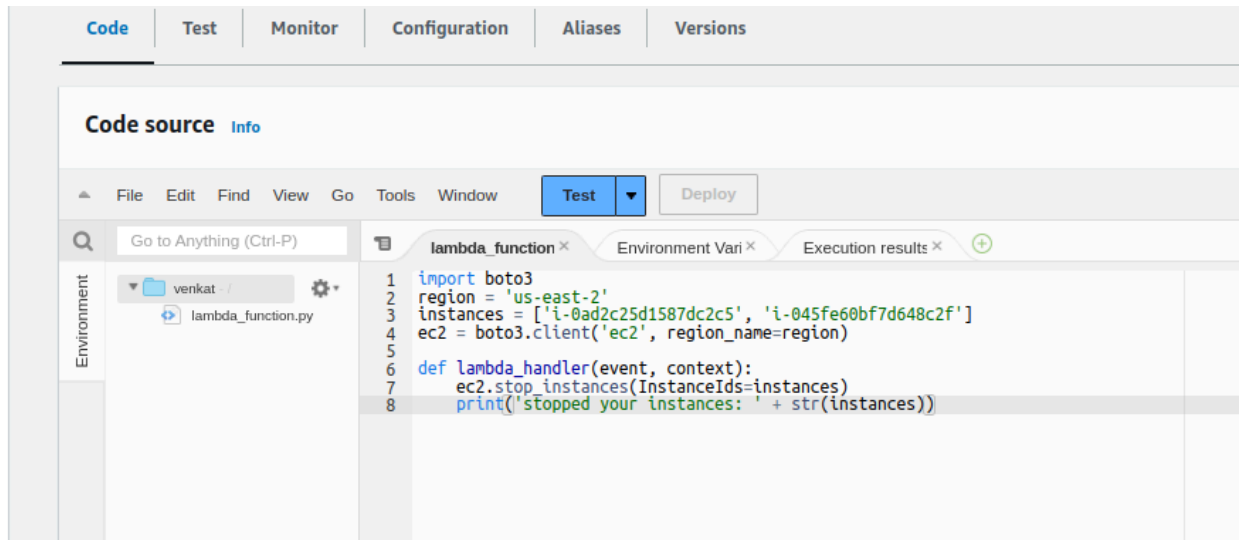 Code Test Monitor Configuration Aliases Versions
Code source Info
File Edit Find View Go Tools Window Test Deploy
Go to Anything (Ctrl-P)
lambda_function Environment Vari Execution results
Environment
venkat - /
lambda_function.py
1 import boto3
2 region = 'us-east-2'
3 instances = ['i-0ad2c25d1587dc2c5', 'i-045fe60bf7d648c2f']
4 ec2 = boto3.client('ec2', region_name=region)
5
6 def lambda_handler(event, context):
7 ec2.stop_instances(InstanceIds=instances)
8 print('stopped your instances: ' + str(instances))